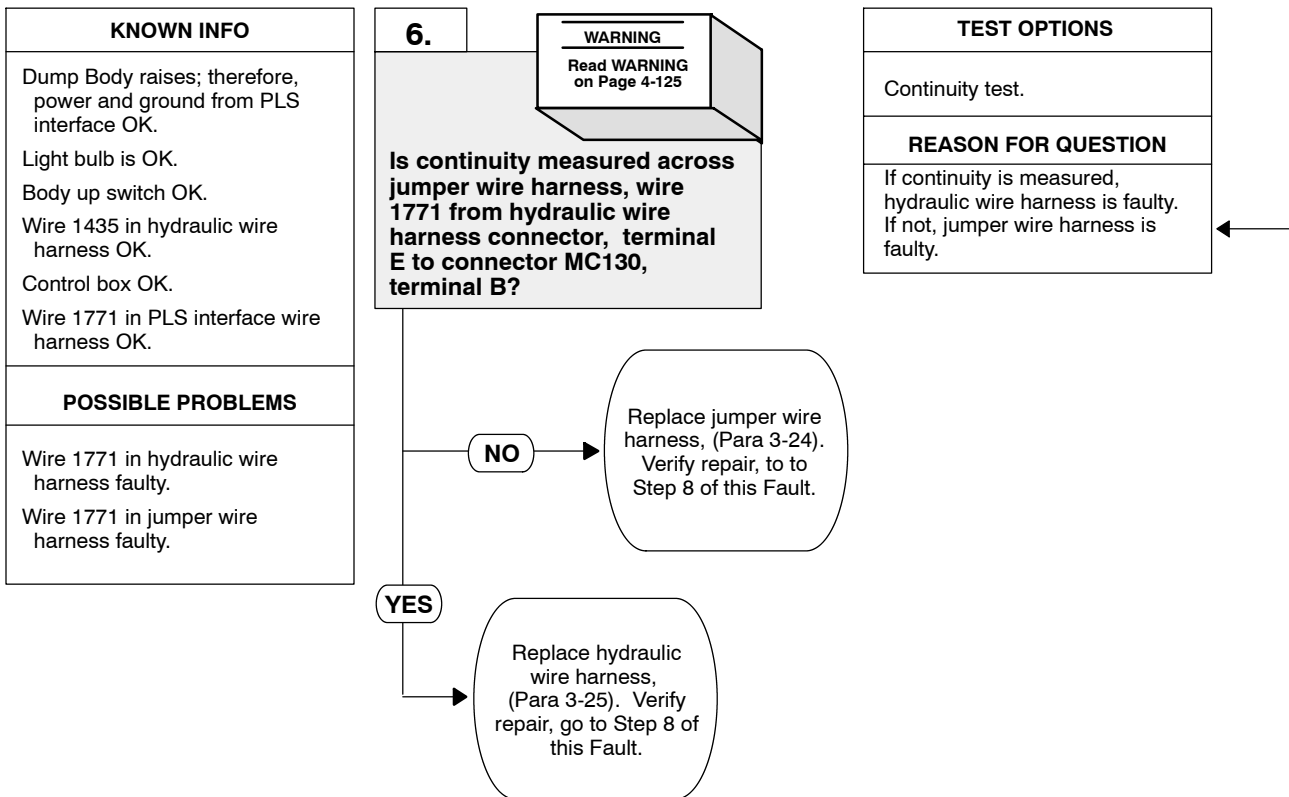 KNOWN INFO
Dump Body raises; therefore,
power and ground from PLS
interface OK.
Light bulb is OK.
Body up switch OK.
Wire 1435 in hydraulic wire
harness OK.
Control box OK.
Wire 1771 in PLS interface wire
harness OK.
POSSIBLE PROBLEMS
Wire 1771 in hydraulic wire
harness faulty.
Wire 1771 in jumper wire
harness faulty.
6.
WARNING
Read WARNING
on Page 4-125
Is continuity measured across
jumper wire harness, wire
1771 from hydraulic wire
harness connector, terminal
E to connector MC130,
terminal B?
TEST OPTIONS
Continuity test.
REASON FOR QUESTION
If continuity is measured,
hydraulic wire harness is faulty.
If not, jumper wire harness is
faulty.
NO
Replace jumper wire
harness, (Para 3-24).
Verify repair, to to
Step 8 of this Fault.
YES
Replace hydraulic
wire harness,
(Para 3-25). Verify
repair, go to Step 8 of
this Fault.